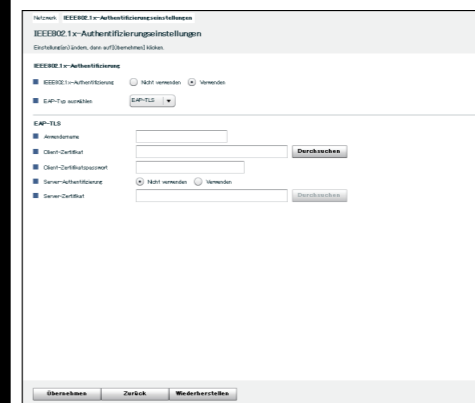 Netzwerk IEEE802.1x-Authentifizierungseinstellungen
IEEE802.1x-Authentifizierungseinstellungen
Einstellung(en) ändern, dann auf[Übernehmen] klicken.
IEEE802.1x-Authentifizierung
IEEE802.1x-Authentifizierung Nicht verwenden Verwenden
EAP-Typ auswählen EAP-TLS
EAP-TLS
Anmeldename
Client-Zertifikat Durchsuchen
Client-Zertifikatspasswort
Server-Authentifizierung Nicht verwenden Verwenden
Server-Zertifikat Durchsuchen
Übernehmen Zurück Wiederherstellen